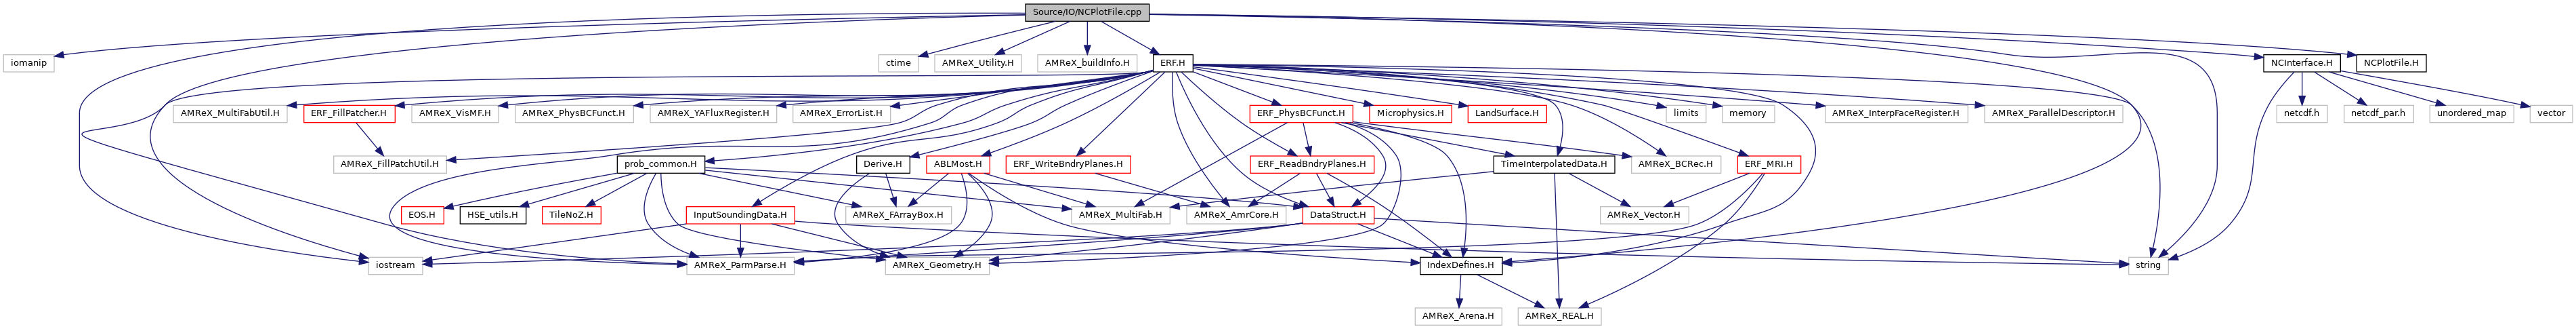 Source/IO/NCPlotFile.cpp
iomanip
ctime
AMReX_Utility.H
AMReX_buildInfo.H
ERF.H
NCInterface.H
NCPlotFile.H
AMReX_MultiFabUtil.H
ERF_FillPatcher.H
AMReX_VisMF.H
AMReX_PhysBCFunct.H
AMReX_YAFluxRegister.H
AMReX_ErrorList.H
ERF_PhysBCFunct.H
Microphysics.H
LandSurface.H
limits
memory
AMReX_InterpFaceRegister.H
AMReX_ParallelDescriptor.H
netcdf.h
netcdf_par.h
unordered_map
vector
AMReX_FillPatchUtil.H
prob_common.H
Derive.H
ABLMost.H
ERF_WriteBndryPlanes.H
ERF_ReadBndryPlanes.H
TimeInterpolatedData.H
AMReX_BCRec.H
ERF_MRI.H
EOS.H
HSE_utils.H
TileNoZ.H
InputSoundingData.H
AMReX_FArrayBox.H
AMReX_MultiFab.H
AMReX_AmrCore.H
DataStruct.H
AMReX_Vector.H
iostream
AMReX_ParmParse.H
AMReX_Geometry.H
IndexDefines.H
string
AMReX_Arena.H
AMReX_REAL.H